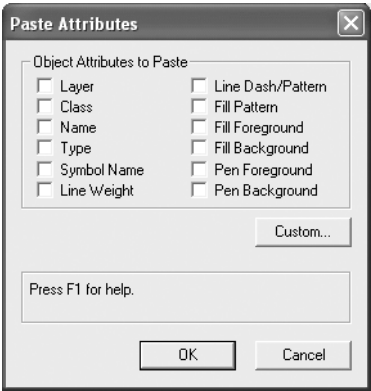 Paste Attributes
Object Attributes to Paste
Layer
Class
Name
Type
Symbol Name
Line Weight
Line Dash/Pattern
Fill Pattern
Fill Foreground
Fill Background
Pen Foreground
Pen Background
Custom...
Press F1 for help.
OK
Cancel